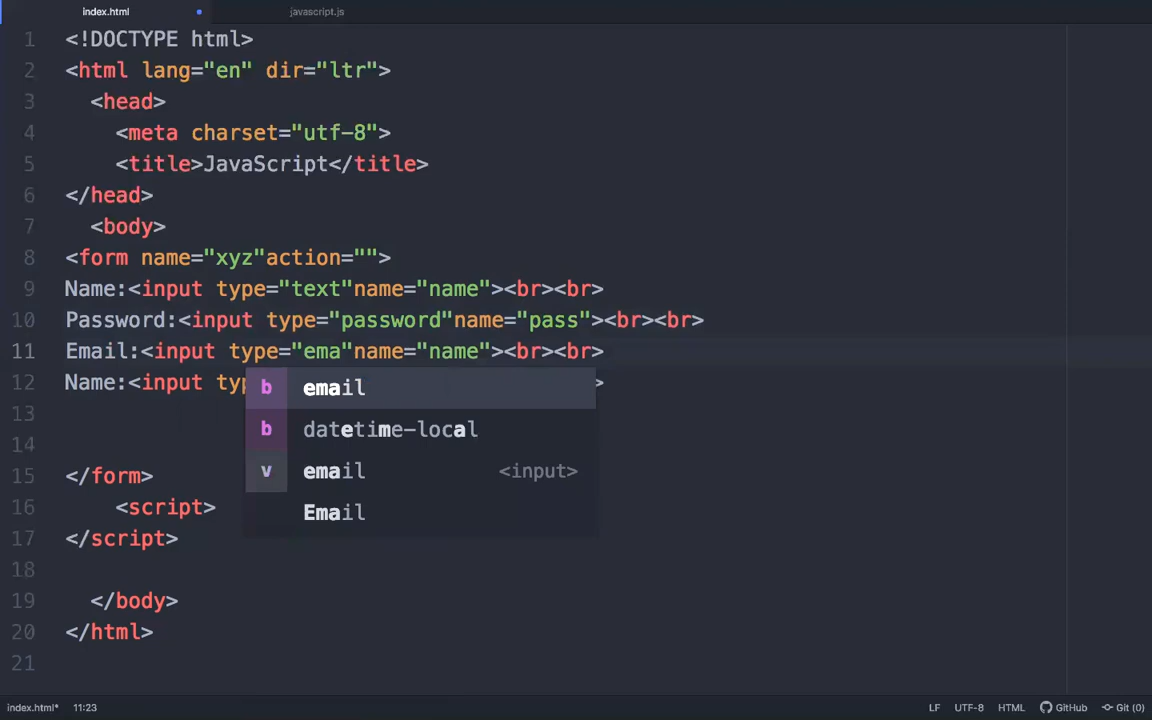 index.html javascript.js
1 <!DOCTYPE html>
2 <html lang="en" dir="ltr">
3 <head>
4 <meta charset="utf-8">
5 <title>JavaScript</title>
6 </head>
7 <body>
8 <form name="xyz"action="">
9 Name:<input type="text"name="name"><br><br>
10 Password:<input type="password"name="pass"><br><br>
11 Email:<input type="ema"name="name"><br><br>
12 Name:<input typ >
b email
b datetime-local
v email <input>
Email
13
14
15 </form>
16 <script>
17 </script>
18
19 </body>
20 </html>
21
index.html* 11:23 LF UTF-8 HTML GitHub Git (0)